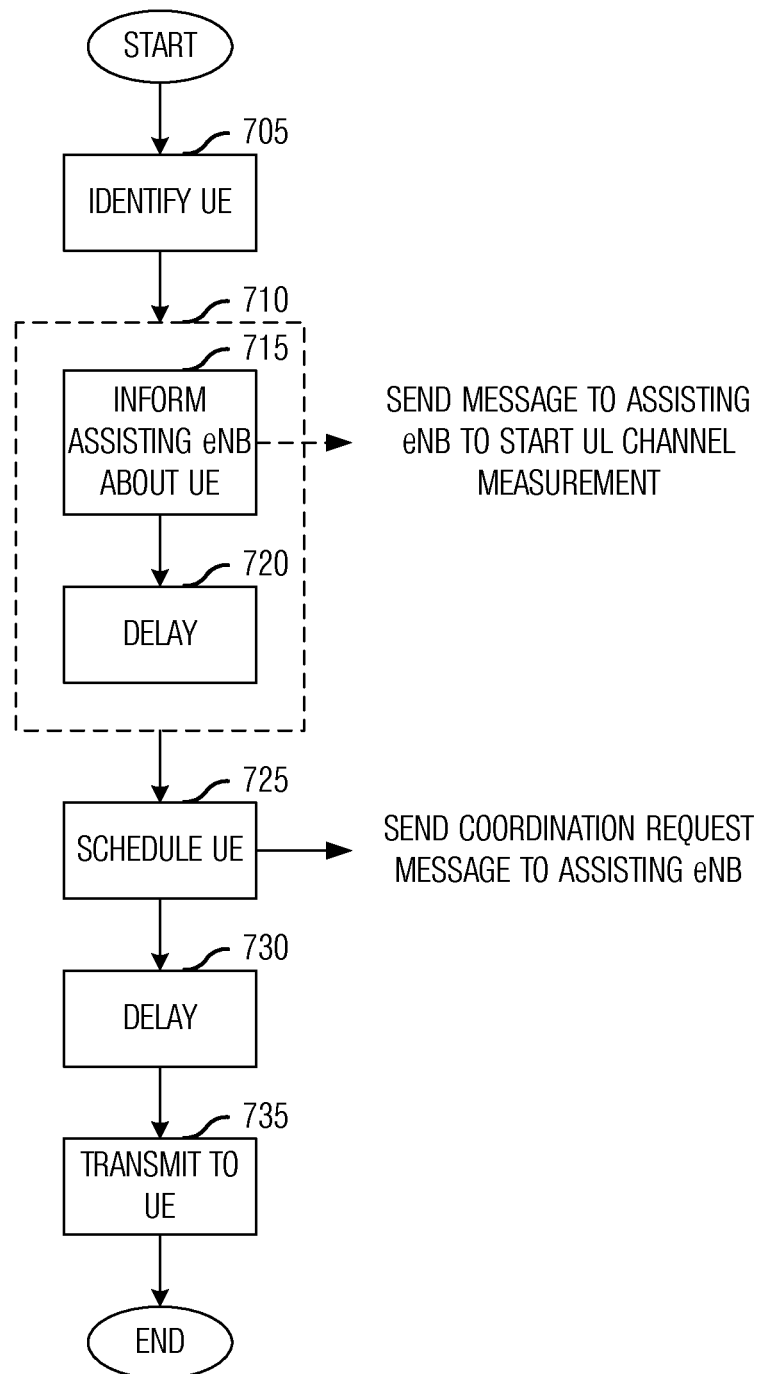 START
705
IDENTIFY UE
710
715
INFORM
ASSISTING eNB
ABOUT UE
SEND MESSAGE TO ASSISTING
eNB TO START UL CHANNEL
MEASUREMENT
720
DELAY
725
SCHEDULE UE
SEND COORDINATION REQUEST
MESSAGE TO ASSISTING eNB
730
DELAY
735
TRANSMIT TO
UE
END